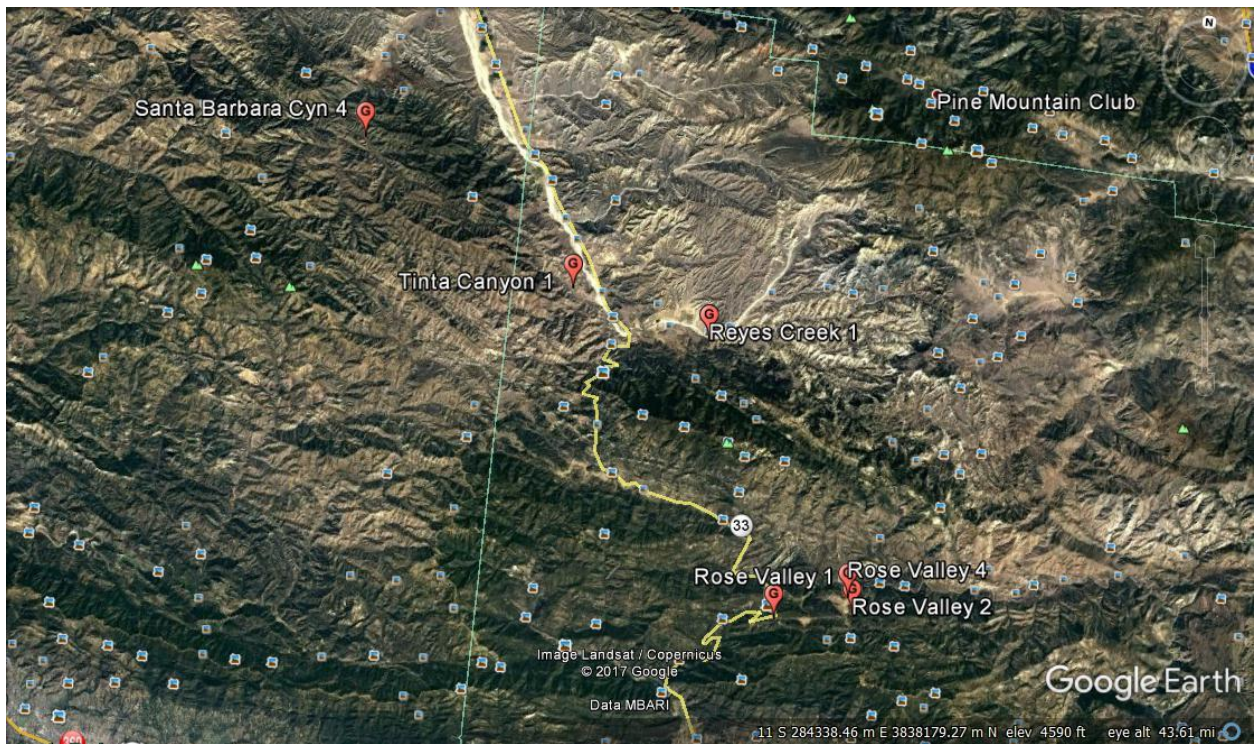 N
Santa Barbara Cyn 4
G
Pine Mountain Club
G
Tinta Canyon 1
G
Reyes Creek 1
33
Rose Valley 1
Rose Valley 4
G
G
Rose Valley 2
Image Landsat / Copernicus
© 2017 Google
Data MBARI
Google Earth
11 S 284338.46 m E 3838179.27 m N elev 4590 ft eye alt 43.61 mi